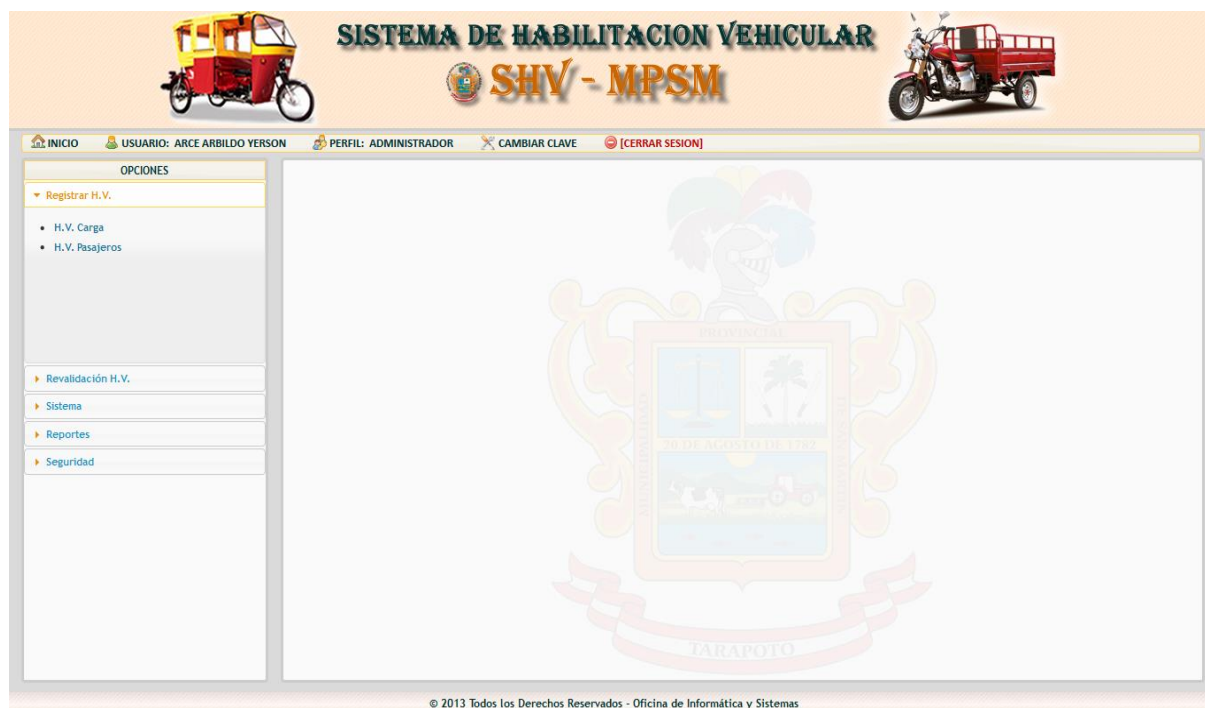 SISTEMA DE HABILITACION VEHICULAR
SHV - MPSM
INICIO USUARIO: ARCE ARBILDO YERSON PERFIL: ADMINISTRADOR CAMBIAR CLAVE [CERRAR SESION]
OPCIONES
Registrar H.V.
H.V. Carga
H.V. Pasajeros
Revalidación H.V.
Sistema
Reportes
Seguridad
PROVINCIAL
MUNICIPALIDAD
20 DE AGOSTO DE 1782
TARAPOTO
© 2013 Todos los Derechos Reservados - Oficina de Informática y Sistemas